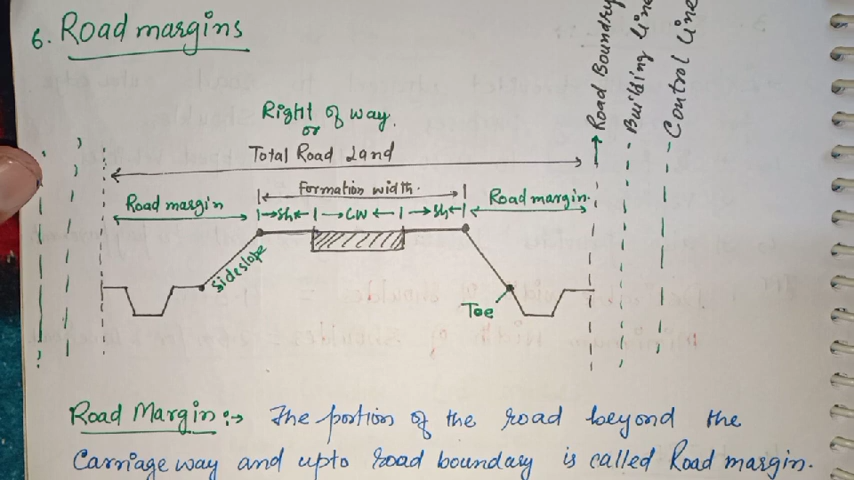 6. Road margins
Road Boundry
Building Line
Control Line
Right of way.
or
Total Road Land
Formation width.
Road margin
Sh
CW
Sh
Road margin.
Sideslope
Toe
Road Margin :→ The portion of the road beyond the
Carriage way and upto road boundary is called Road margin.